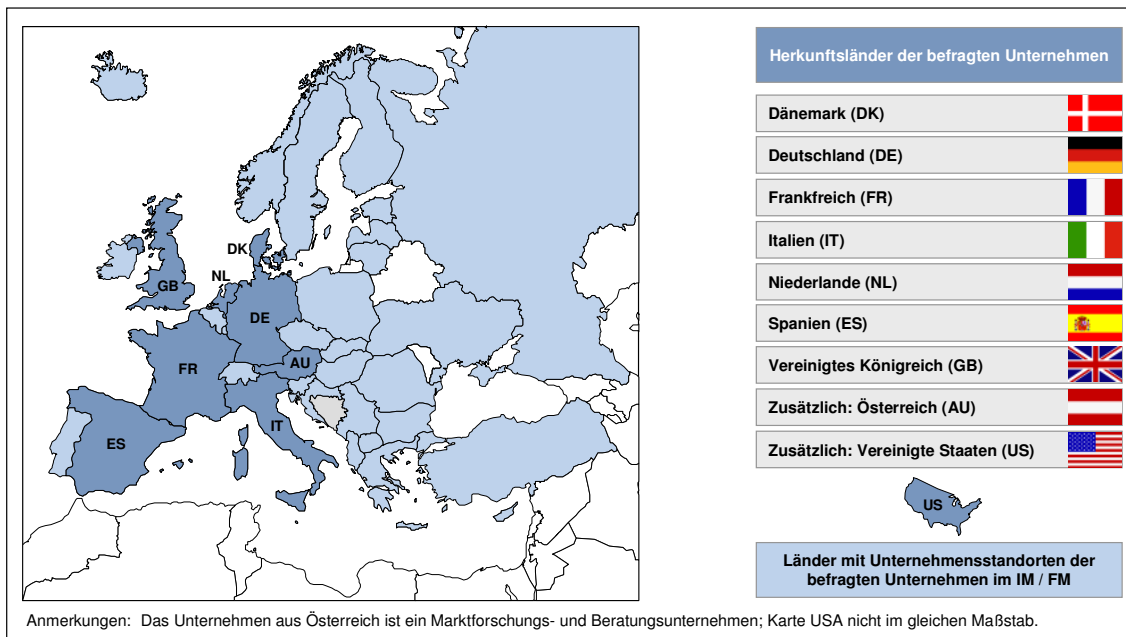 Herkunftsländer der befragten Unternehmen
Dänemark (DK)
Deutschland (DE)
Frankfreich (FR)
Italien (IT)
Niederlande (NL)
Spanien (ES)
Vereinigtes Königreich (GB)
Zusätzlich: Österreich (AU)
Zusätzlich: Vereinigte Staaten (US)
US
Länder mit Unternehmensstandorten der
befragten Unternehmen im IM / FM
DK
NL
GB
DE
AU
FR
IT
ES
Anmerkungen: Das Unternehmen aus Österreich ist ein Marktforschungs- und Beratungsunternehmen; Karte USA nicht im gleichen Maßstab.